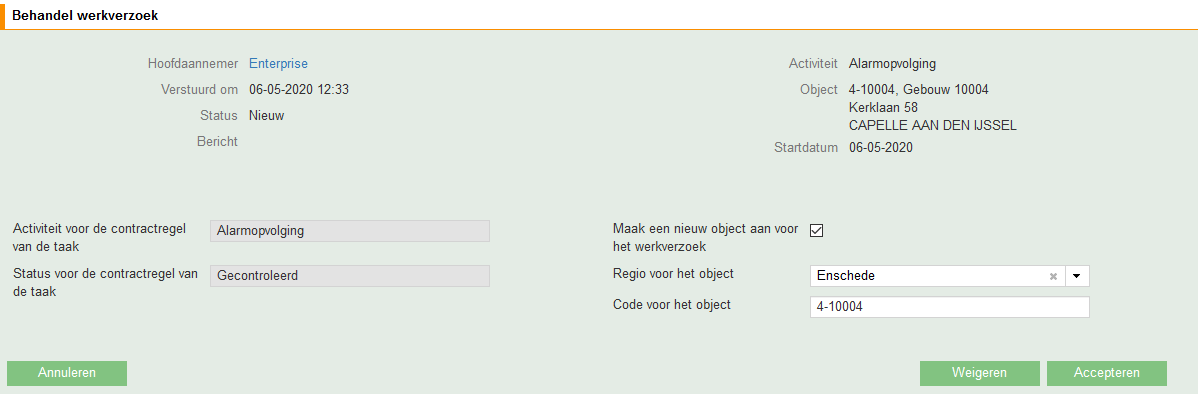 Behandel werkverzoek
Hoofdaannemer Enterprise
Verstuurd om 06-05-2020 12:33
Status Nieuw
Bericht
Activiteit Alarmopvolging
Object 4-10004, Gebouw 10004
Kerklaan 58
CAPELLE AAN DEN IJSSEL
Startdatum 06-05-2020
Activiteit voor de contractregel
van de taak
Alarmopvolging
Status voor de contractregel van
de taak
Gecontroleerd
Maak een nieuw object aan voor
het werkverzoek
Regio voor het object Enschede
Code voor het object 4-10004
Annuleren
Weigeren
Accepteren